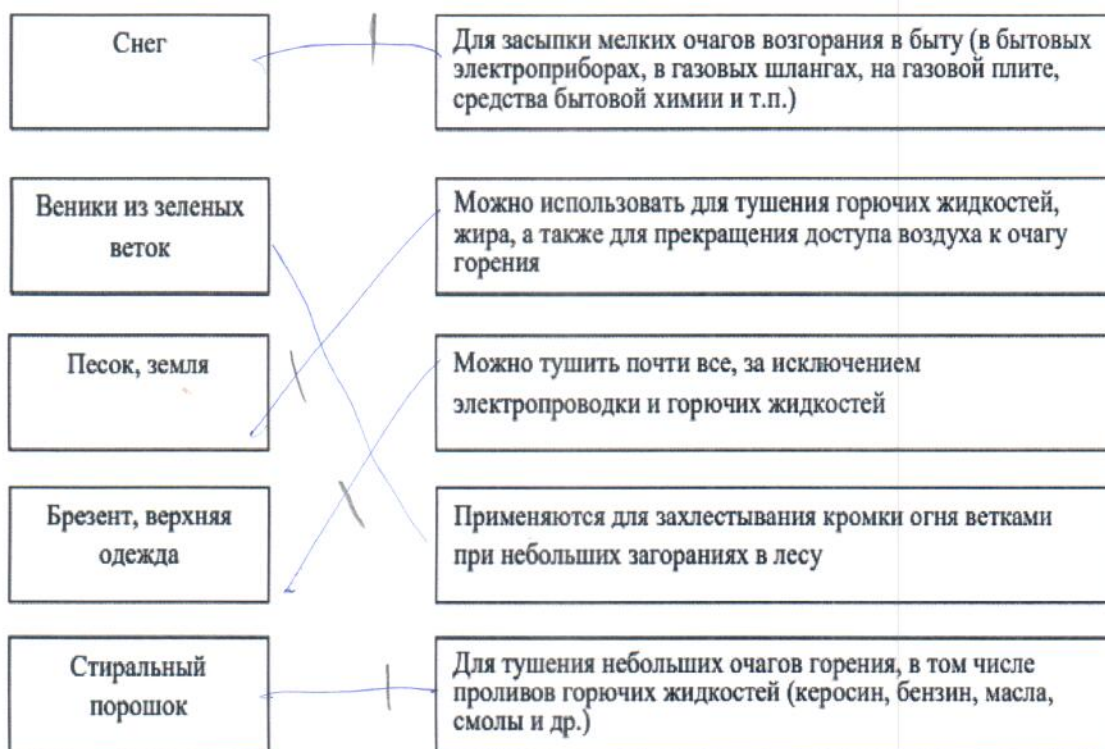 Снег
Для засыпки мелких очагов возгорания в быту (в бытовых
электроприборах, в газовых шлангах, на газовой плите,
средства бытовой химии и т.п.)
Веники из зеленых
веток
Можно использовать для тушения горючих жидкостей,
жира, а также для прекращения доступа воздуха к очагу
горения
Песок, земля
Можно тушить почти все, за исключением
электропроводки и горючих жидкостей
Брезент, верхняя
одежда
Применяются для захлестывания кромки огня ветками
при небольших загораниях в лесу
Стиральный
порошок
Для тушения небольших очагов горения, в том числе
проливов горючих жидкостей (керосин, бензин, масла,
смолы и др.)